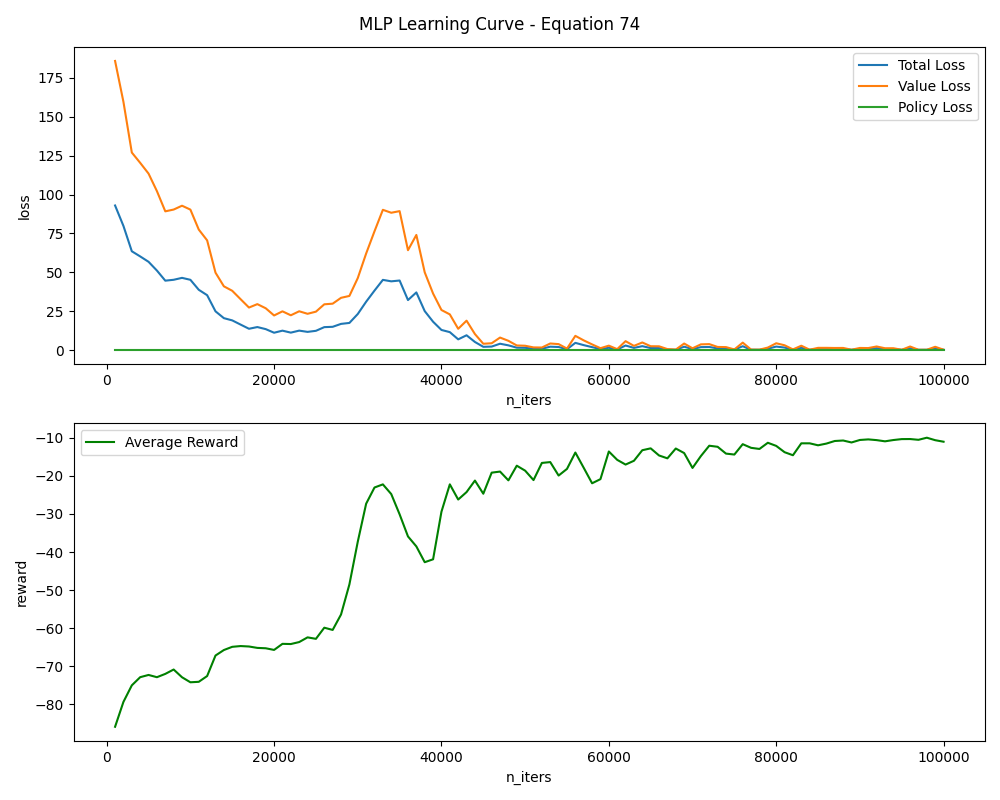 MLP Learning Curve - Equation 74
Total Loss
Value Loss
Policy Loss
175
150
125
100
75
50
25
0
loss
0 20000 40000 60000 80000 100000
n_iters
Average Reward
−10
−20
−30
−40
−50
−60
−70
−80
reward
0 20000 40000 60000 80000 100000
n_iters